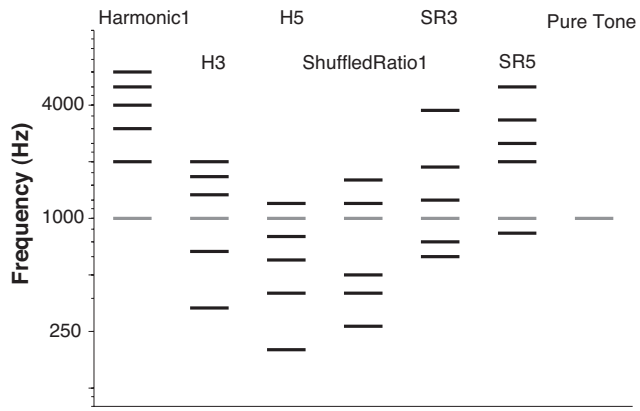 Harmonic1 H5 SR3 Pure Tone
H3 ShuffledRatio1 SR5
Frequency (Hz)
4000
1000
250